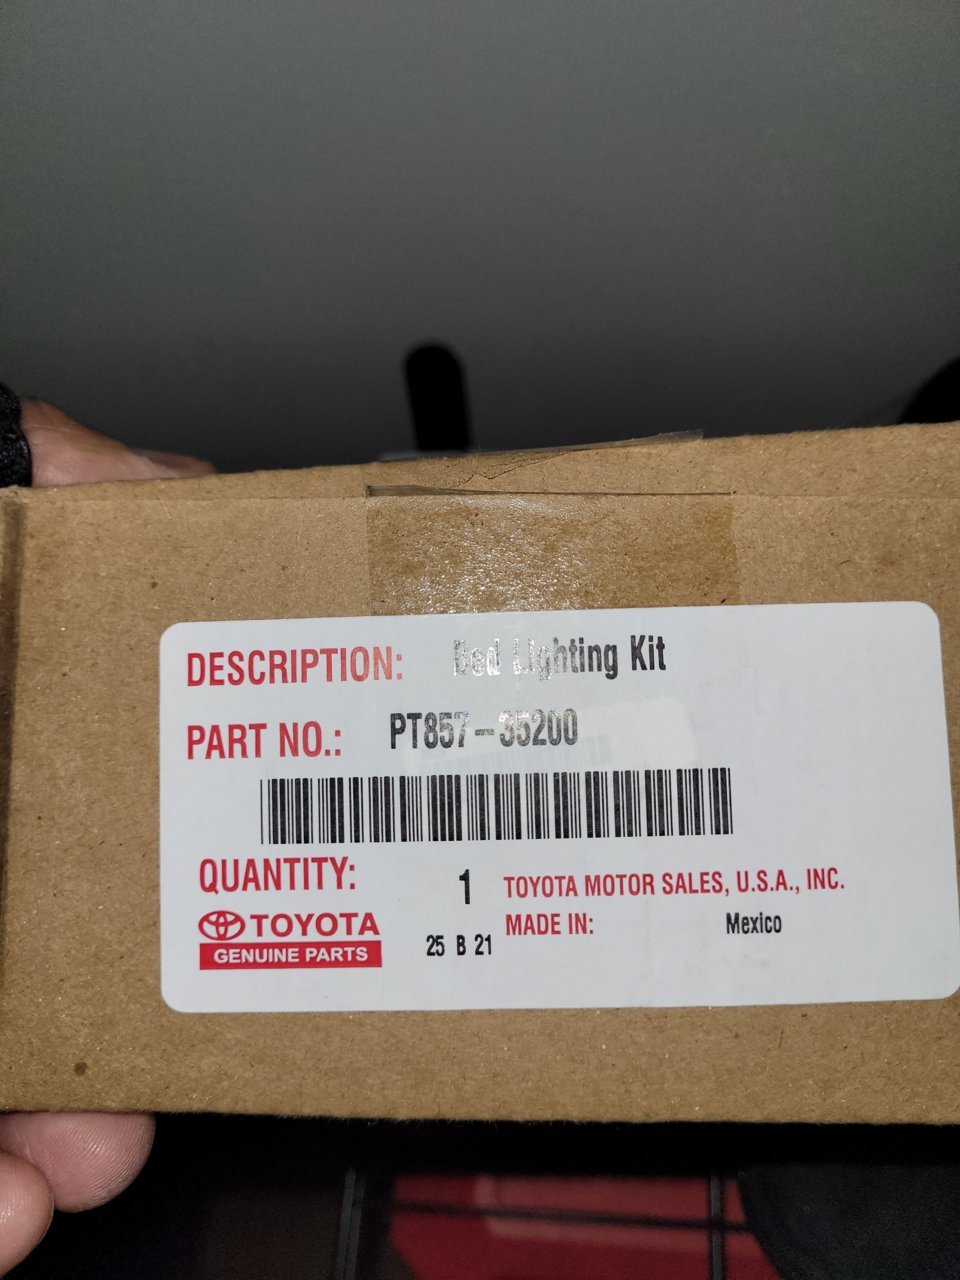 DESCRIPTION: Bed Lighting Kit
PART NO.: PT857-35200
QUANTITY: 1
TOYOTA MOTOR SALES, U.S.A., INC.
TOYOTA
GENUINE PARTS
25 B 21
MADE IN: Mexico